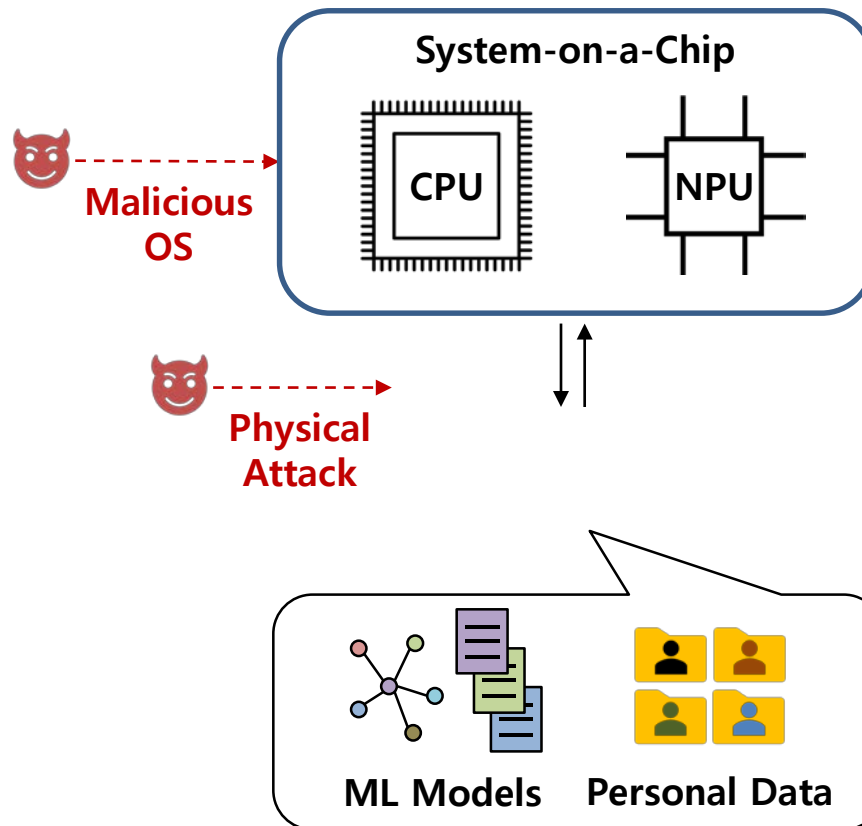 System-on-a-Chip
CPU
NPU
Malicious
OS
Physical
Attack
ML Models
Personal Data